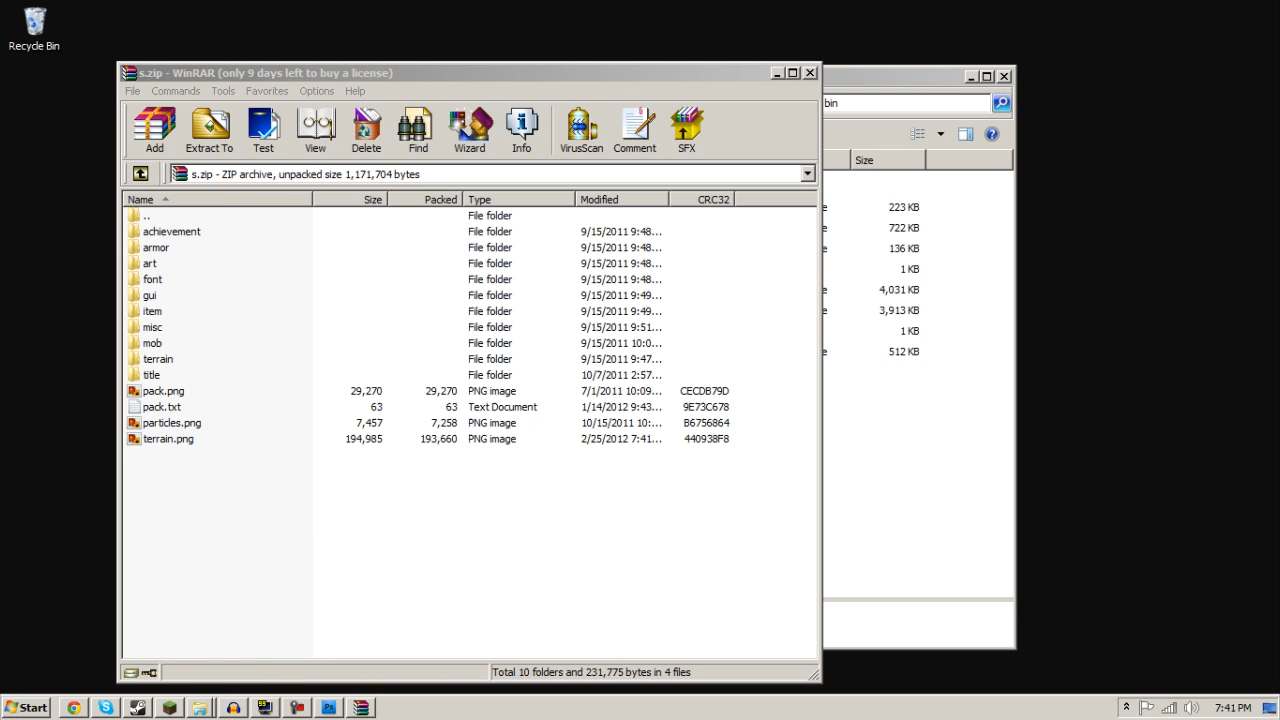 Recycle Bin
s.zip - WinRAR (only 9 days left to buy a license)
File Commands Tools Favorites Options Help
Add Extract To Test View Delete Find Wizard Info VirusScan Comment SFX
s.zip - ZIP archive, unpacked size 1,171,704 bytes
Name Size Packed Type Modified CRC32
.. File folder
achievement File folder 9/15/2011 9:48...
armor File folder 9/15/2011 9:48...
art File folder 9/15/2011 9:48...
font File folder 9/15/2011 9:48...
gui File folder 9/15/2011 9:49...
item File folder 9/15/2011 9:49...
misc File folder 9/15/2011 9:51...
mob File folder 9/15/2011 10:0...
terrain File folder 9/15/2011 9:47...
title File folder 10/7/2011 2:57...
pack.png 29,270 29,270 PNG image 7/1/2011 10:09... CECDB79D
pack.txt 63 63 Text Document 1/14/2012 9:43... 9E73C678
particles.png 7,457 7,258 PNG image 10/15/2011 10:... B6756864
terrain.png 194,985 193,660 PNG image 2/25/2012 7:41... 440938F8
Total 10 folders and 231,775 bytes in 4 files
bin
Size
223 KB
722 KB
136 KB
1 KB
4,031 KB
3,913 KB
1 KB
512 KB
Start
Ps
7:41 PM